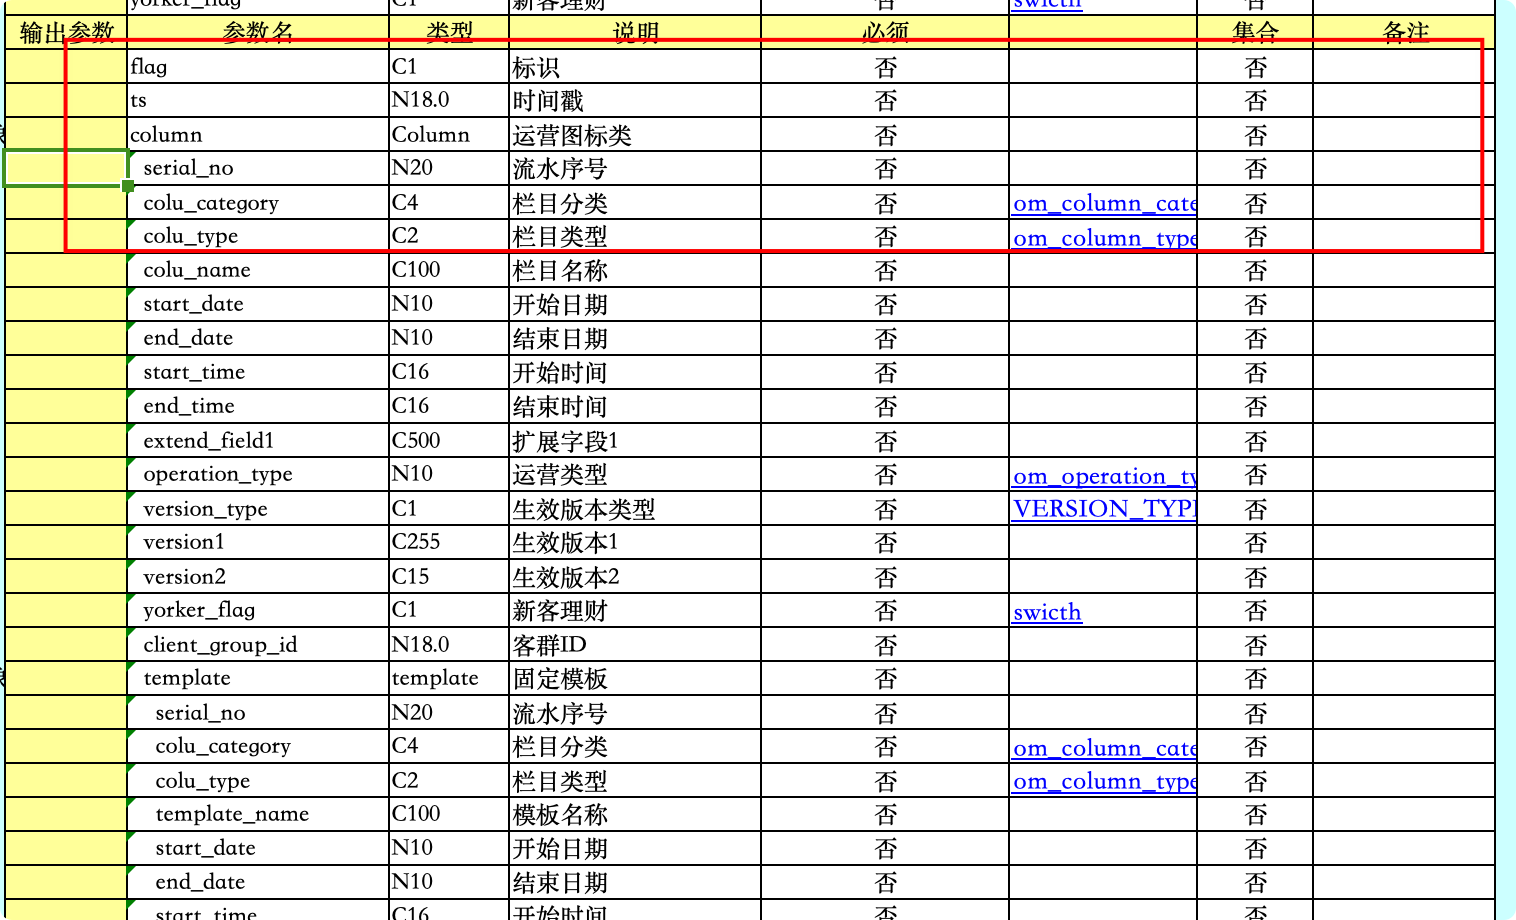 yorker_flag C1 新客理财 否 swicth 否
输出参数 参数名 类型 说明 必须 集合 备注
flag C1 标识 否 否
ts N18.0 时间戳 否 否
column Column 运营图标类 否 否
serial_no N20 流水序号 否 否
colu_category C4 栏目分类 否 om_column_cate 否
colu_type C2 栏目类型 否 om_column_type 否
colu_name C100 栏目名称 否 否
start_date N10 开始日期 否 否
end_date N10 结束日期 否 否
start_time C16 开始时间 否 否
end_time C16 结束时间 否 否
extend_field1 C500 扩展字段1 否 否
operation_type N10 运营类型 否 om_operation_ty 否
version_type C1 生效版本类型 否 VERSION_TYPE 否
version1 C255 生效版本1 否 否
version2 C15 生效版本2 否 否
yorker_flag C1 新客理财 否 swicth 否
client_group_id N18.0 客群ID 否 否
template template 固定模板 否 否
serial_no N20 流水序号 否 否
colu_category C4 栏目分类 否 om_column_cate 否
colu_type C2 栏目类型 否 om_column_type 否
template_name C100 模板名称 否 否
start_date N10 开始日期 否 否
end_date N10 结束日期 否 否
start_time C16 开始时间 否 否